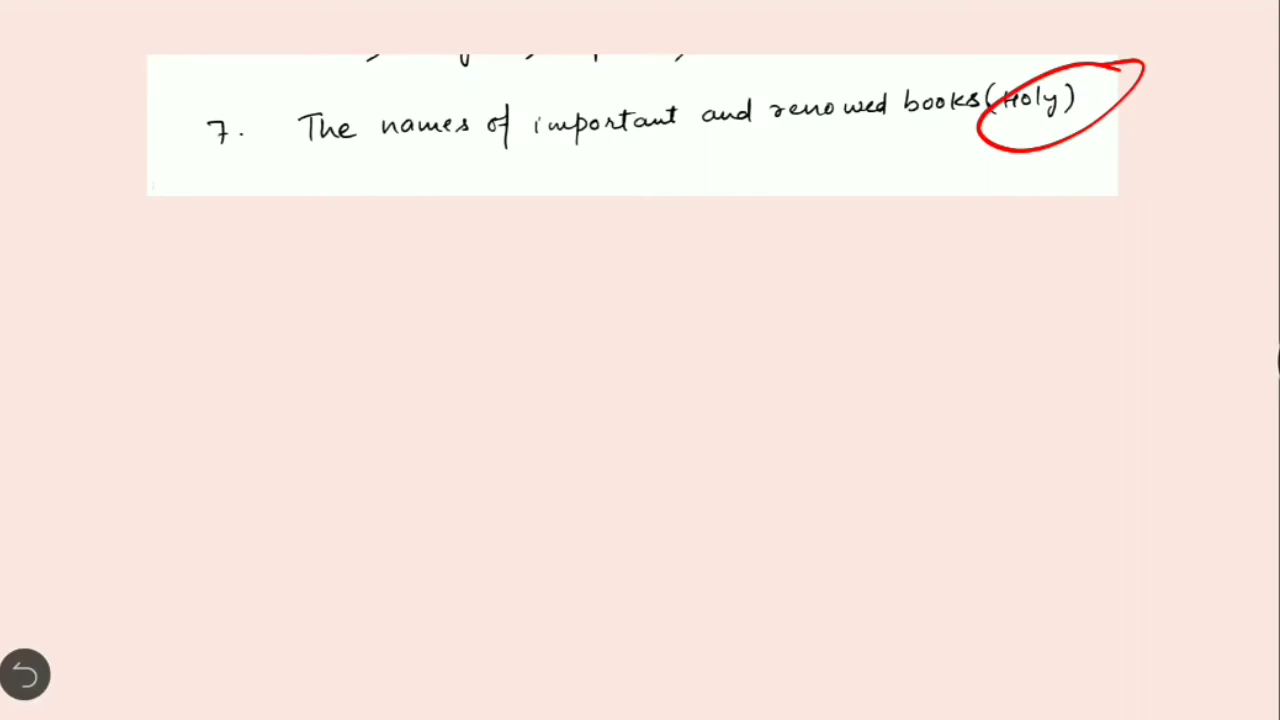 7. The names of important and renowed books (Holy)